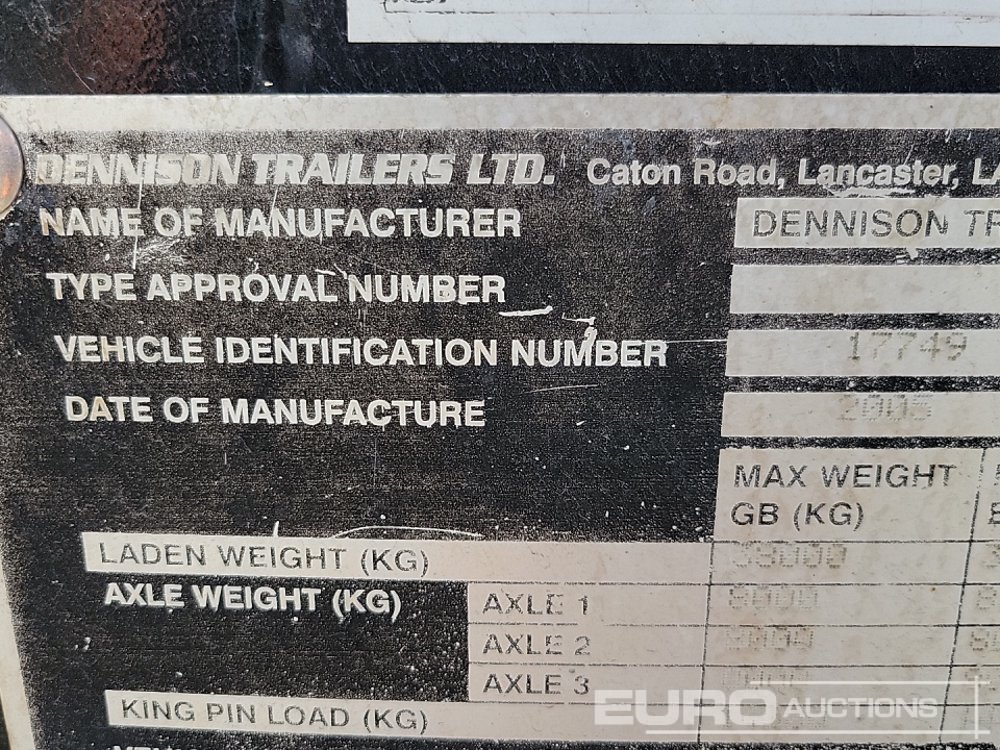 DENNISON TRAILERS LTD. Caton Road, Lancaster, LA
NAME OF MANUFACTURER DENNISON TR
TYPE APPROVAL NUMBER
VEHICLE IDENTIFICATION NUMBER 17749
DATE OF MANUFACTURE 2005
MAX WEIGHT
GB (KG)
LADEN WEIGHT (KG) 39000
AXLE WEIGHT (KG) AXLE 1
AXLE 2
AXLE 3
KING PIN LOAD (KG)
EURO AUCTIONS